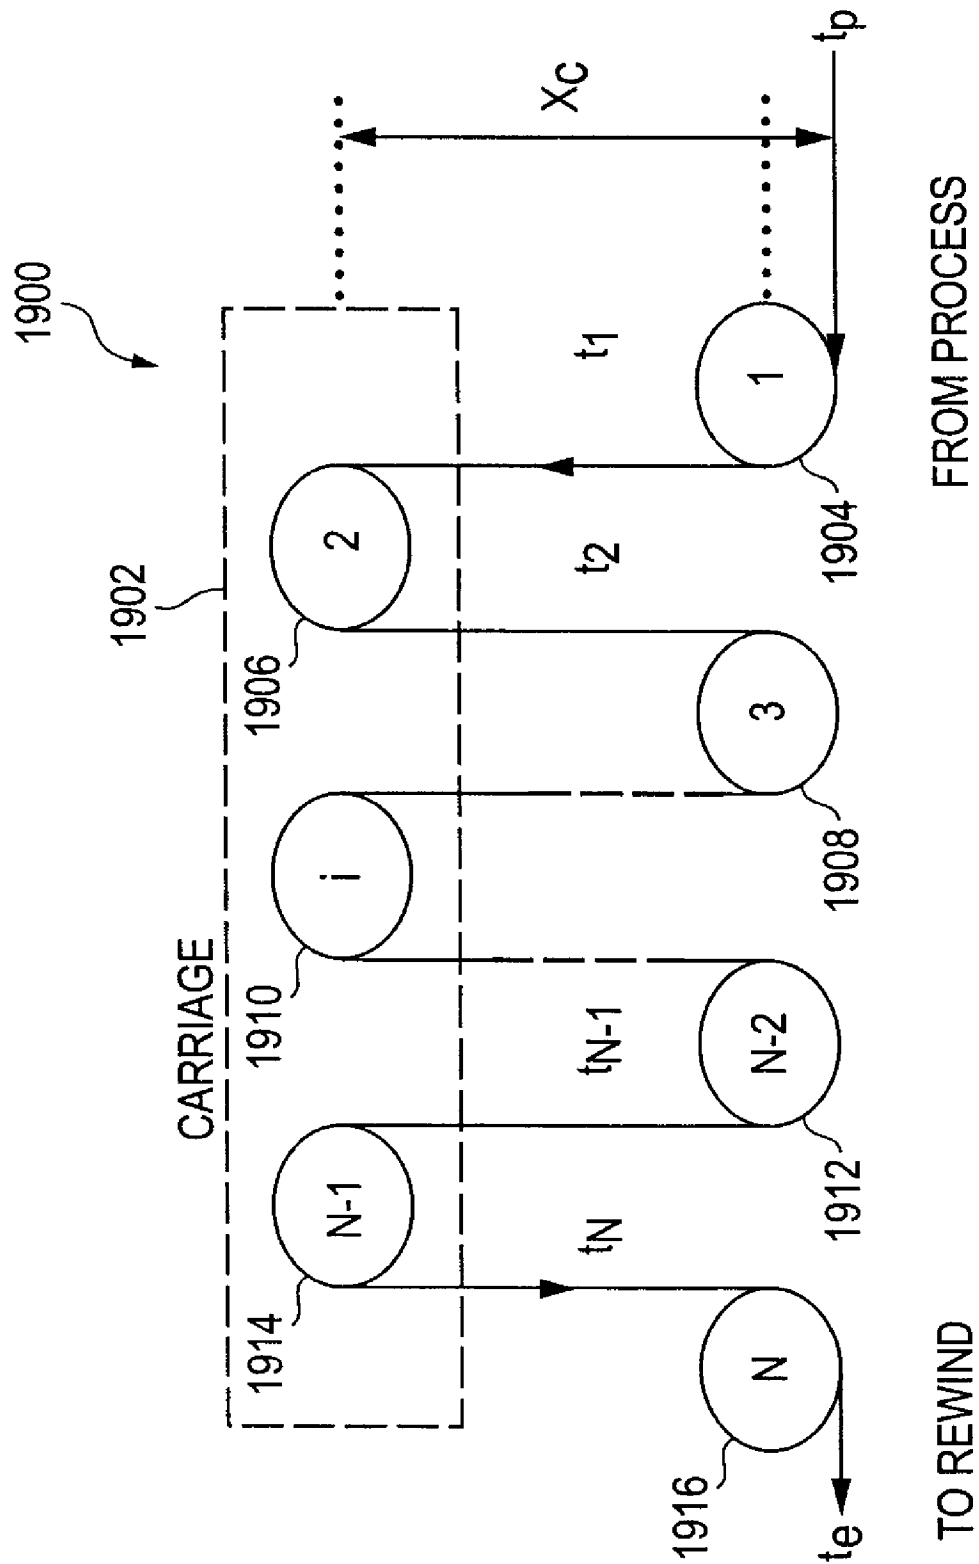 1900
CARRIAGE
1902
1914
N-1
1910
i
1906
2
tN
tN-1
t2
t1
Xc
1916
N
1912
N-2
1908
3
1904
1
te
tp
TO REWIND
FROM PROCESS